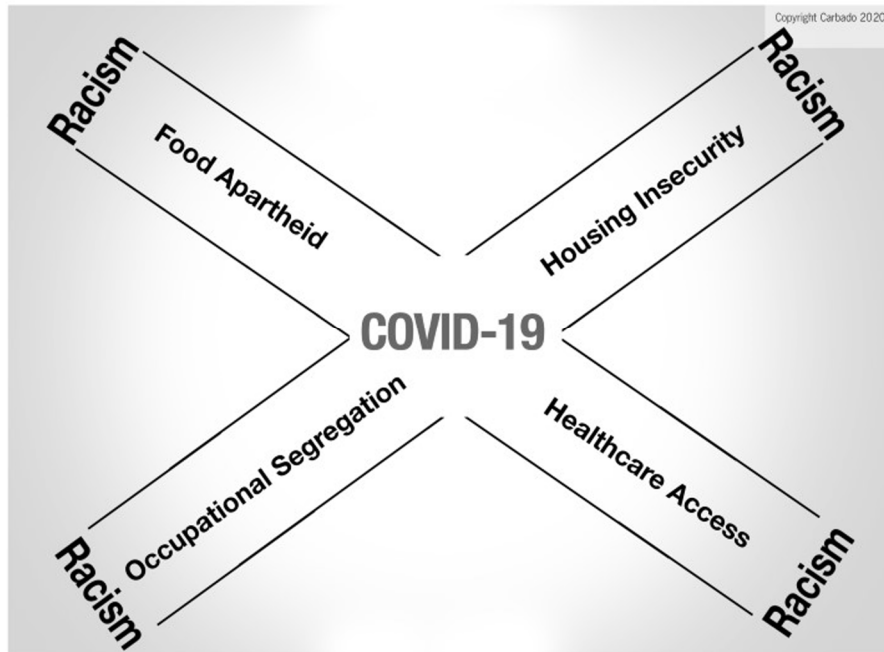 Copyright Carbado 2020
Racism
Racism
Food Apartheid
Housing Insecurity
COVID-19
Occupational Segregation
Healthcare Access
Racism
Racism